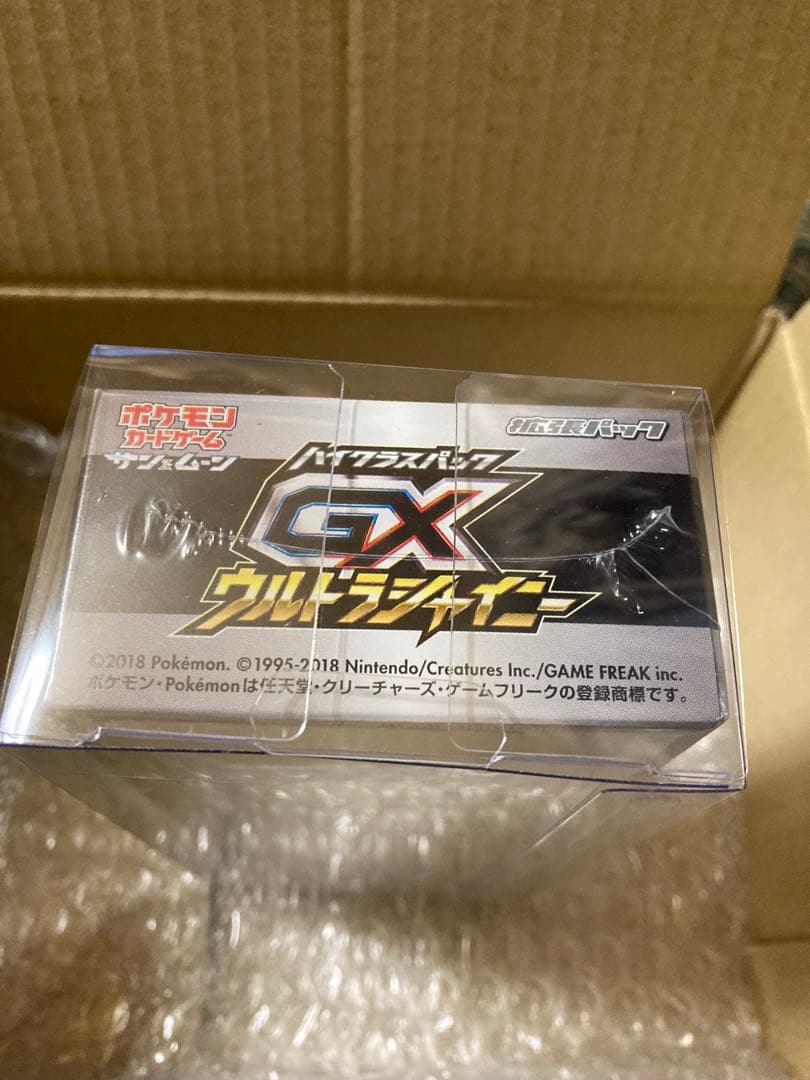 ポケモン
カードゲーム™
サン&ムーン
拡張パック
ハイクラスパック
GX
ウルトラシャイニー
©2018 Pokémon. ©1995-2018 Nintendo/Creatures Inc./GAME FREAK inc.
ポケモン・Pokémonは任天堂・クリーチャーズ・ゲームフリークの登録商標です。